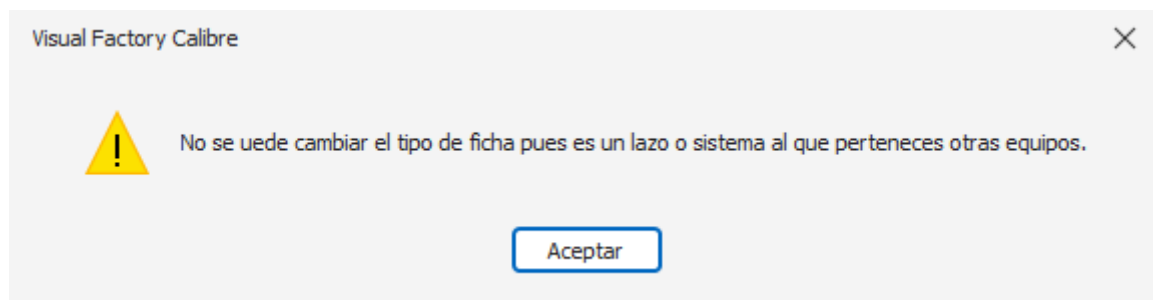 Visual Factory Calibre
No se uede cambiar el tipo de ficha pues es un lazo o sistema al que perteneces otras equipos.
Aceptar